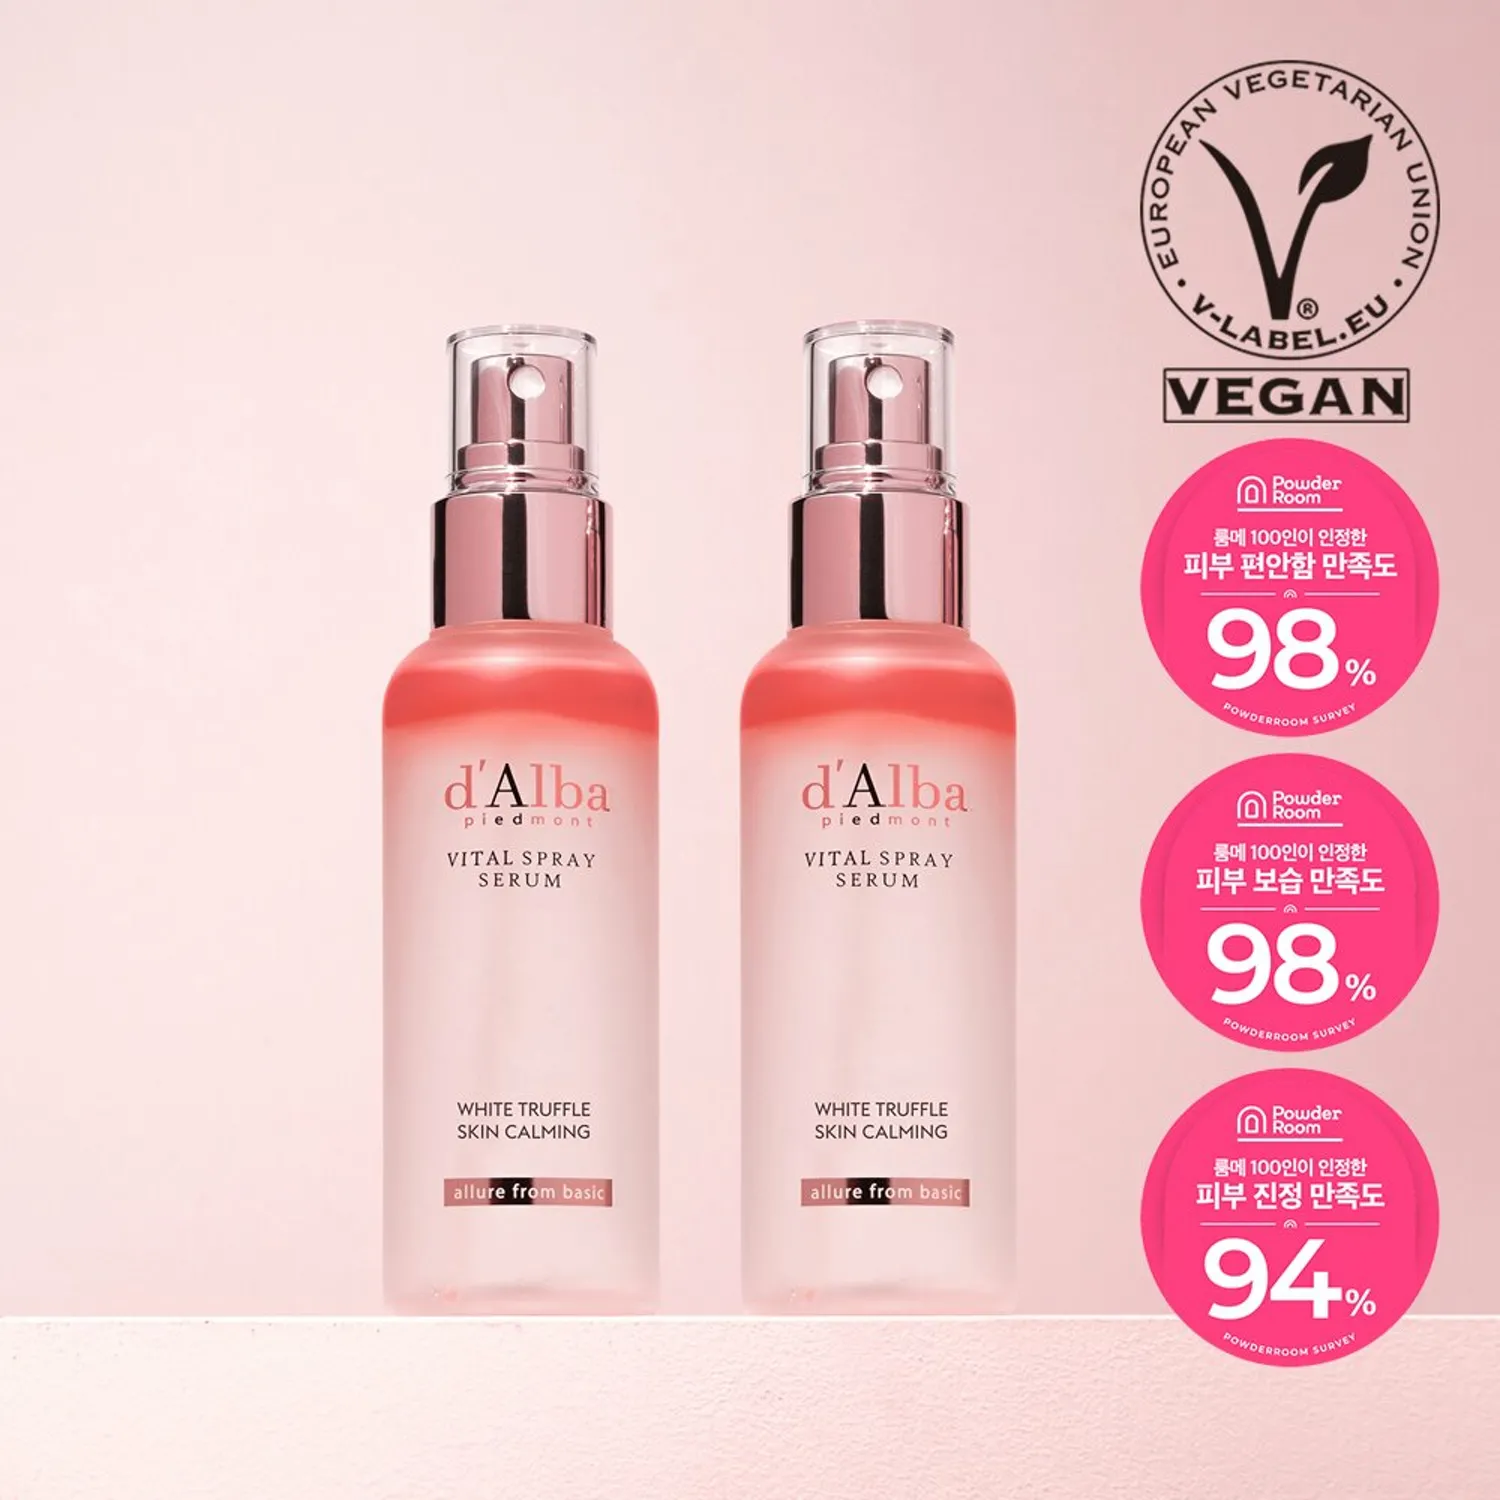 EUROPEAN VEGETARIAN UNION
V-LABEL.EU
®
VEGAN
d'Alba
piedmont
VITAL SPRAY
SERUM
WHITE TRUFFLE
SKIN CALMING
allure from basic
d'Alba
piedmont
VITAL SPRAY
SERUM
WHITE TRUFFLE
SKIN CALMING
allure from basic
Powder
Room
룸메 100인이 인정한
피부 편안함 만족도
98%
POWDERROOM SURVEY
Powder
Room
룸메 100인이 인정한
피부 보습 만족도
98%
POWDERROOM SURVEY
Powder
Room
룸메 100인이 인정한
피부 진정 만족도
94%
POWDERROOM SURVEY